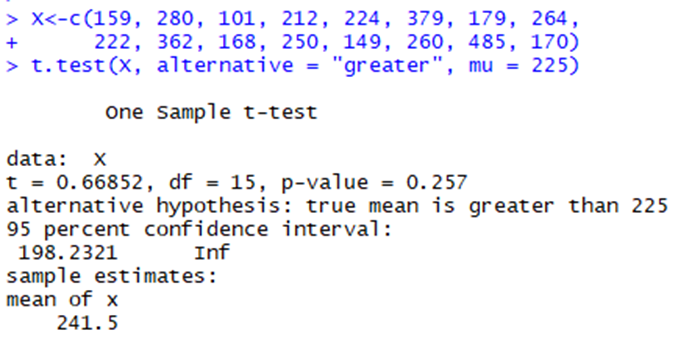 > X<-c(159, 280, 101, 212, 224, 379, 179, 264,
+      222, 362, 168, 250, 149, 260, 485, 170)
> t.test(X, alternative = "greater", mu = 225)
One Sample t-test
data:  X
t = 0.66852, df = 15, p-value = 0.257
alternative hypothesis: true mean is greater than 225
95 percent confidence interval:
198.2321      Inf
sample estimates:
mean of x
241.5